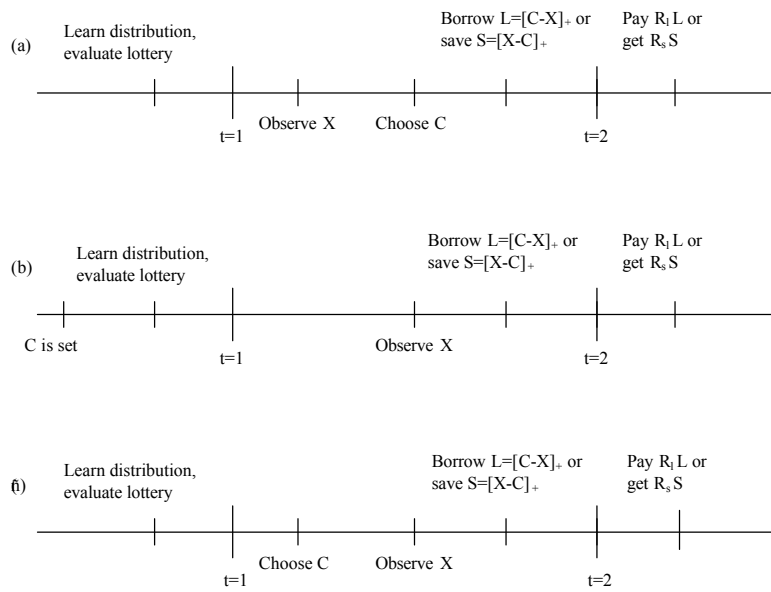 Borrow L=[C-X]₊ or
save S=[X-C]₊
Pay RₗL or
get RₛS
(a)
Learn distribution,
evaluate lottery
t=1
Observe X
Choose C
t=2
(b)
Learn distribution,
evaluate lottery
Borrow L=[C-X]₊ or
save S=[X-C]₊
Pay RₗL or
get RₛS
C is set
t=1
Observe X
t=2
Learn distribution,
evaluate lottery
Borrow L=[C-X]₊ or
save S=[X-C]₊
Pay RₗL or
get RₛS
t=1
Choose C
Observe X
t=2